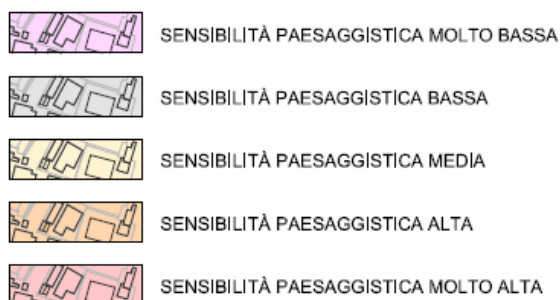 SENSIBILITÀ PAESAGGISTICA MOLTO BASSA
SENSIBILITÀ PAESAGGISTICA BASSA
SENSIBILITÀ PAESAGGISTICA MEDIA
SENSIBILITÀ PAESAGGISTICA ALTA
SENSIBILITÀ PAESAGGISTICA MOLTO ALTA